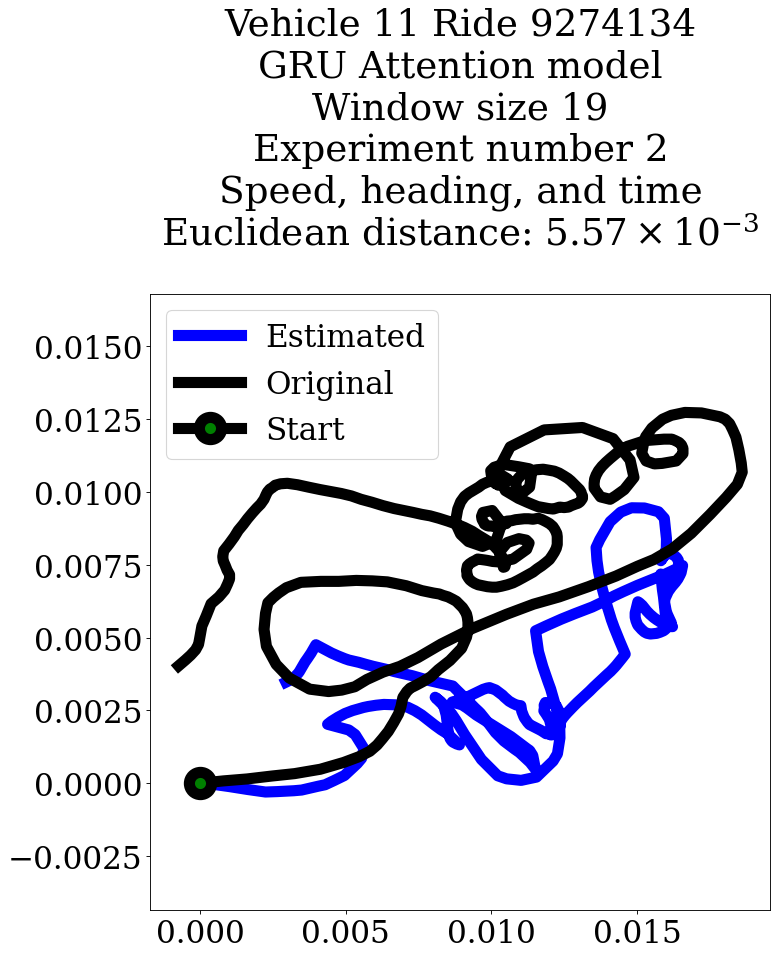 Vehicle 11 Ride 9274134
GRU Attention model
Window size 19
Experiment number 2
Speed, heading, and time
Euclidean distance: 5.57 × 10⁻³
Estimated
Original
Start
0.0150
0.0125
0.0100
0.0075
0.0050
0.0025
0.0000
−0.0025
0.000 0.005 0.010 0.015